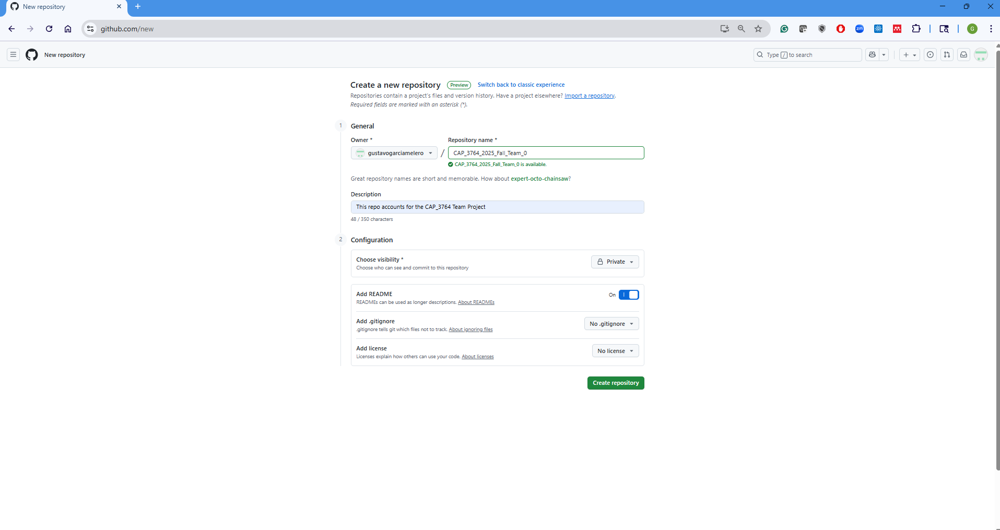 New repository
github.com/new
zm
G
New repository
Type / to search
Create a new repository Preview Switch back to classic experience
Repositories contain a project's files and version history. Have a project elsewhere? Import a repository.
Required fields are marked with an asterisk (*).
1 General
Owner * Repository name *
gustavogarciamelero / CAP_3764_2025_Fall_Team_0
CAP_3764_2025_Fall_Team_0 is available.
Great repository names are short and memorable. How about expert-octo-chainsaw?
Description
This repo accounts for the CAP_3764 Team Project
48 / 350 characters
2 Configuration
Choose visibility * Private
Choose who can see and commit to this repository
Add README On
READMEs can be used as longer descriptions. About READMEs
Add .gitignore No .gitignore
.gitignore tells git which files not to track. About ignoring files
Add license No license
Licenses explain how others can use your code. About licenses
Create repository